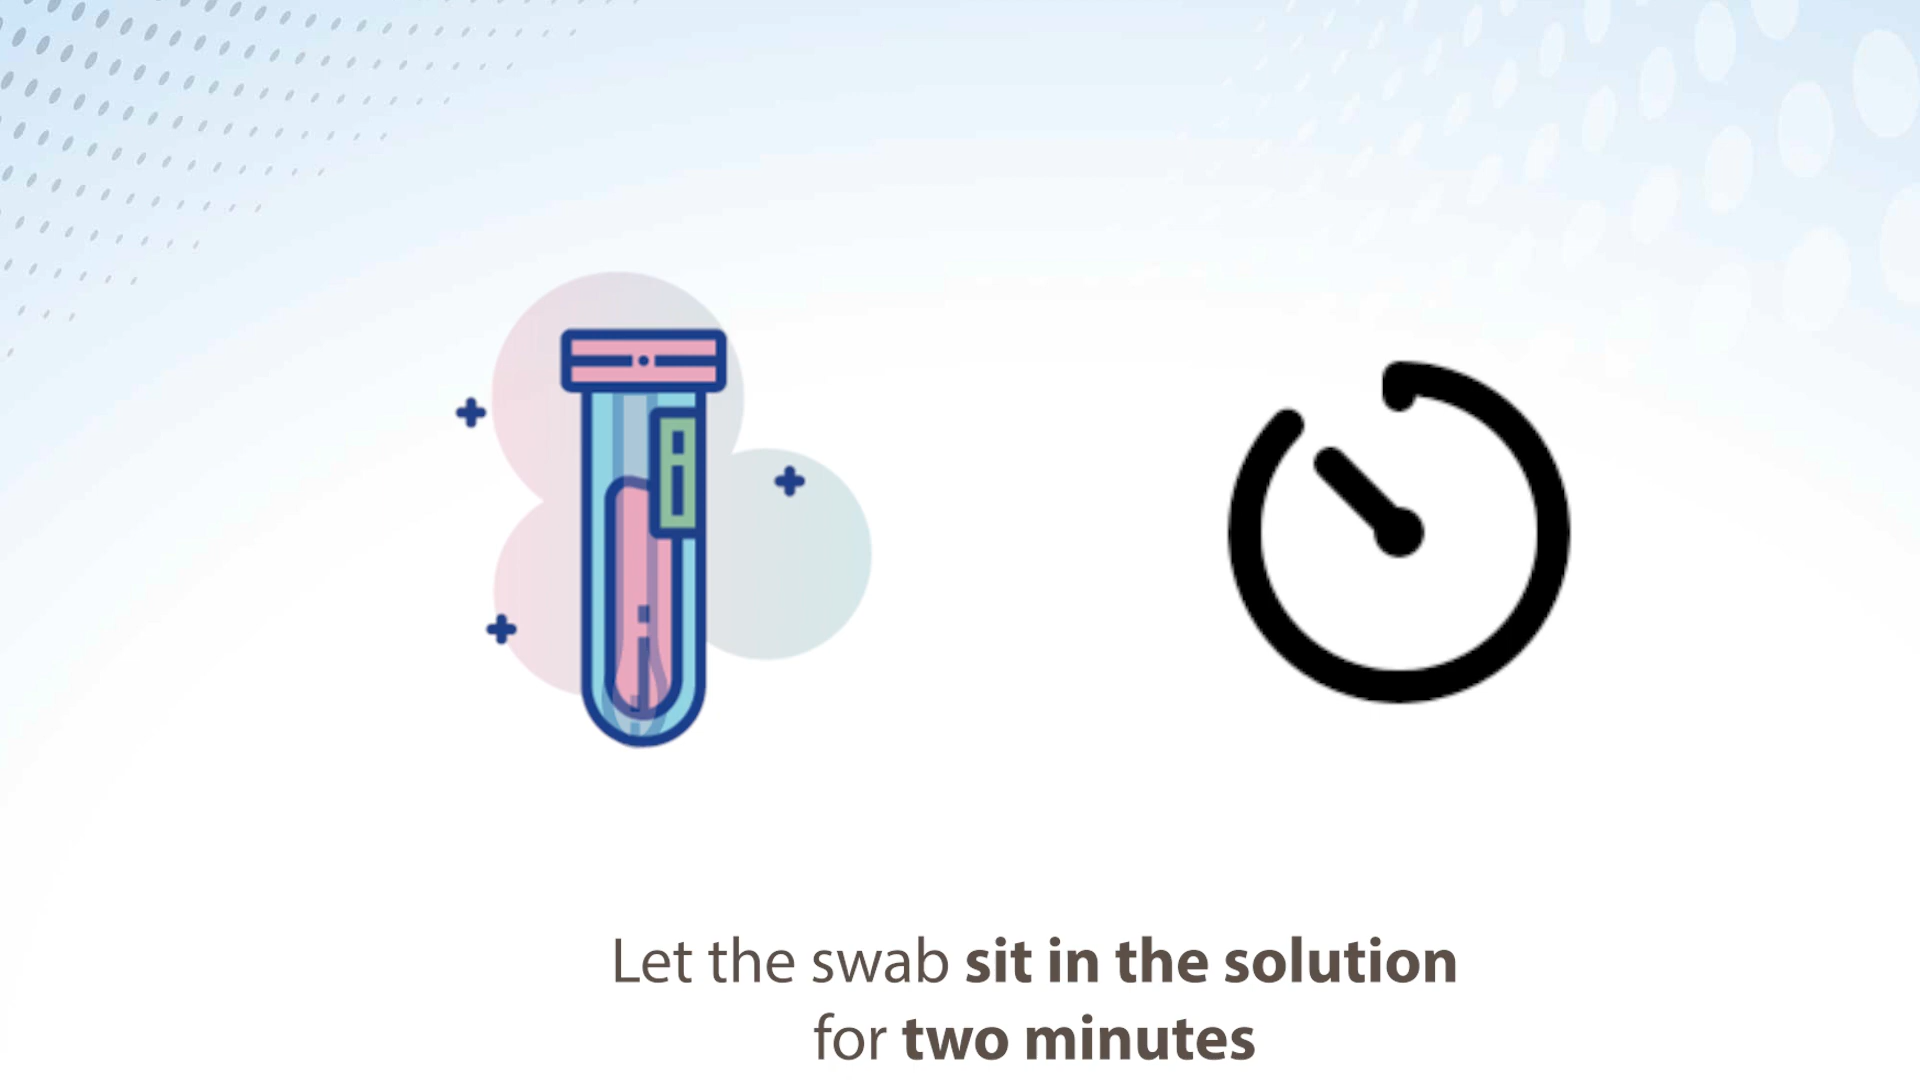 Let the swab sit in the solution
for two minutes